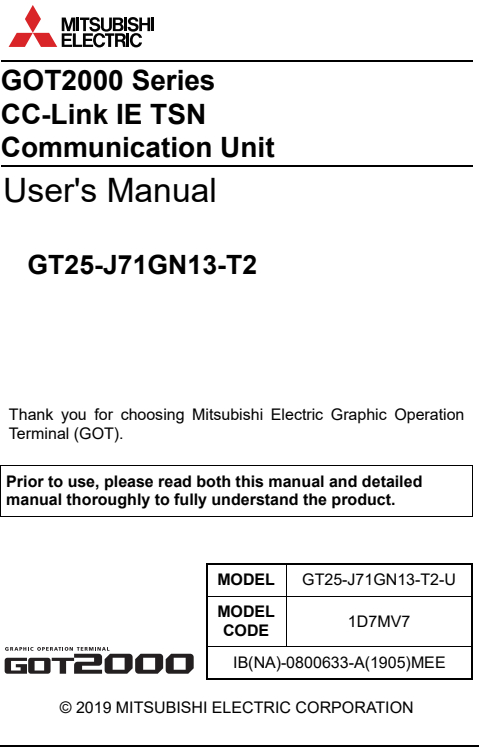 MITSUBISHI
ELECTRIC
GOT2000 Series
CC-Link IE TSN
Communication Unit
User's Manual
GT25-J71GN13-T2
Thank you for choosing Mitsubishi Electric Graphic Operation
Terminal (GOT).
Prior to use, please read both this manual and detailed
manual thoroughly to fully understand the product.
MODEL GT25-J71GN13-T2-U
MODEL
CODE 1D7MV7
IB(NA)-0800633-A(1905)MEE
GRAPHIC OPERATION TERMINAL
GOT2000
© 2019 MITSUBISHI ELECTRIC CORPORATION